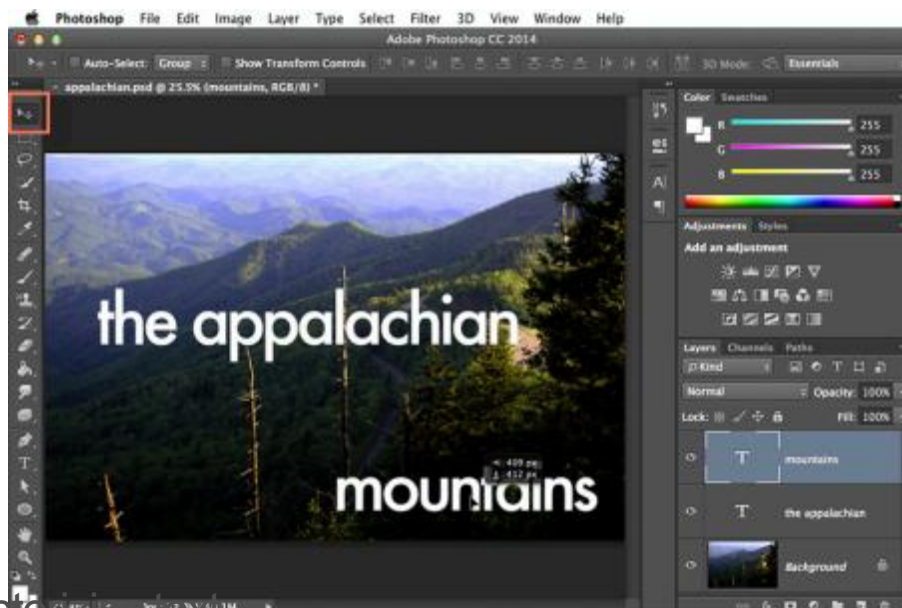 Photoshop File Edit Image Layer Type Select Filter 3D View Window Help
Adobe Photoshop CC 2014
Auto-Select: Group Show Transform Controls 3D Mode: Essentials
appalachian.psd @ 25.5% (mountains, RGB/8) *
Color Swatches
R 255
G 255
B 255
Adjustments Styles
Add an adjustment
the appalachian
mountains
Layers Channels Paths
Kind
Normal Opacity: 100%
Lock: Fill: 100%
T mountains
T the appalachian
Background